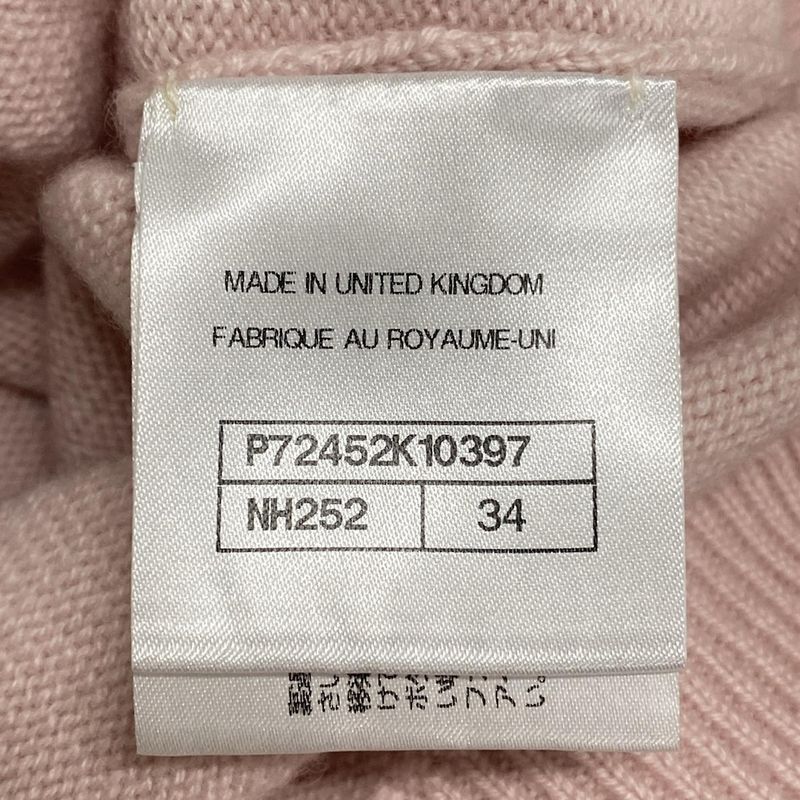 MADE IN UNITED KINGDOM
FABRIQUE AU ROYAUME-UNI
P72452K10397
NH252 34